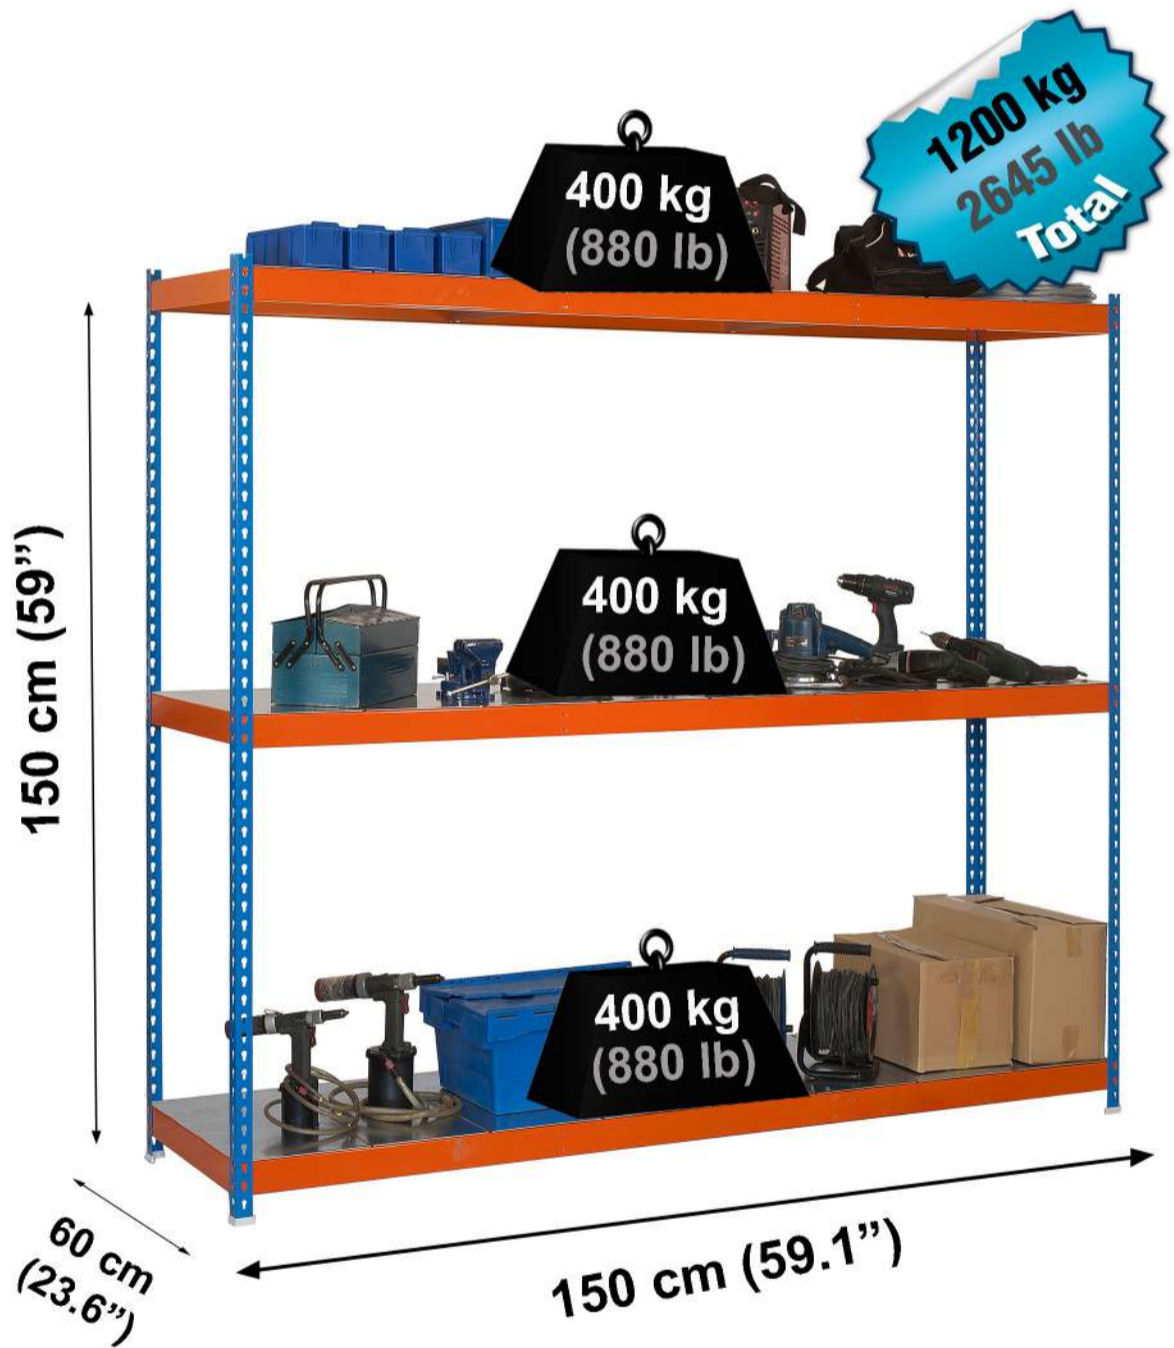 1200 kg
2645 lb
Total
400 kg
(880 lb)
400 kg
(880 lb)
400 kg
(880 lb)
150 cm (59”)
60 cm
(23.6”)
150 cm (59.1”)